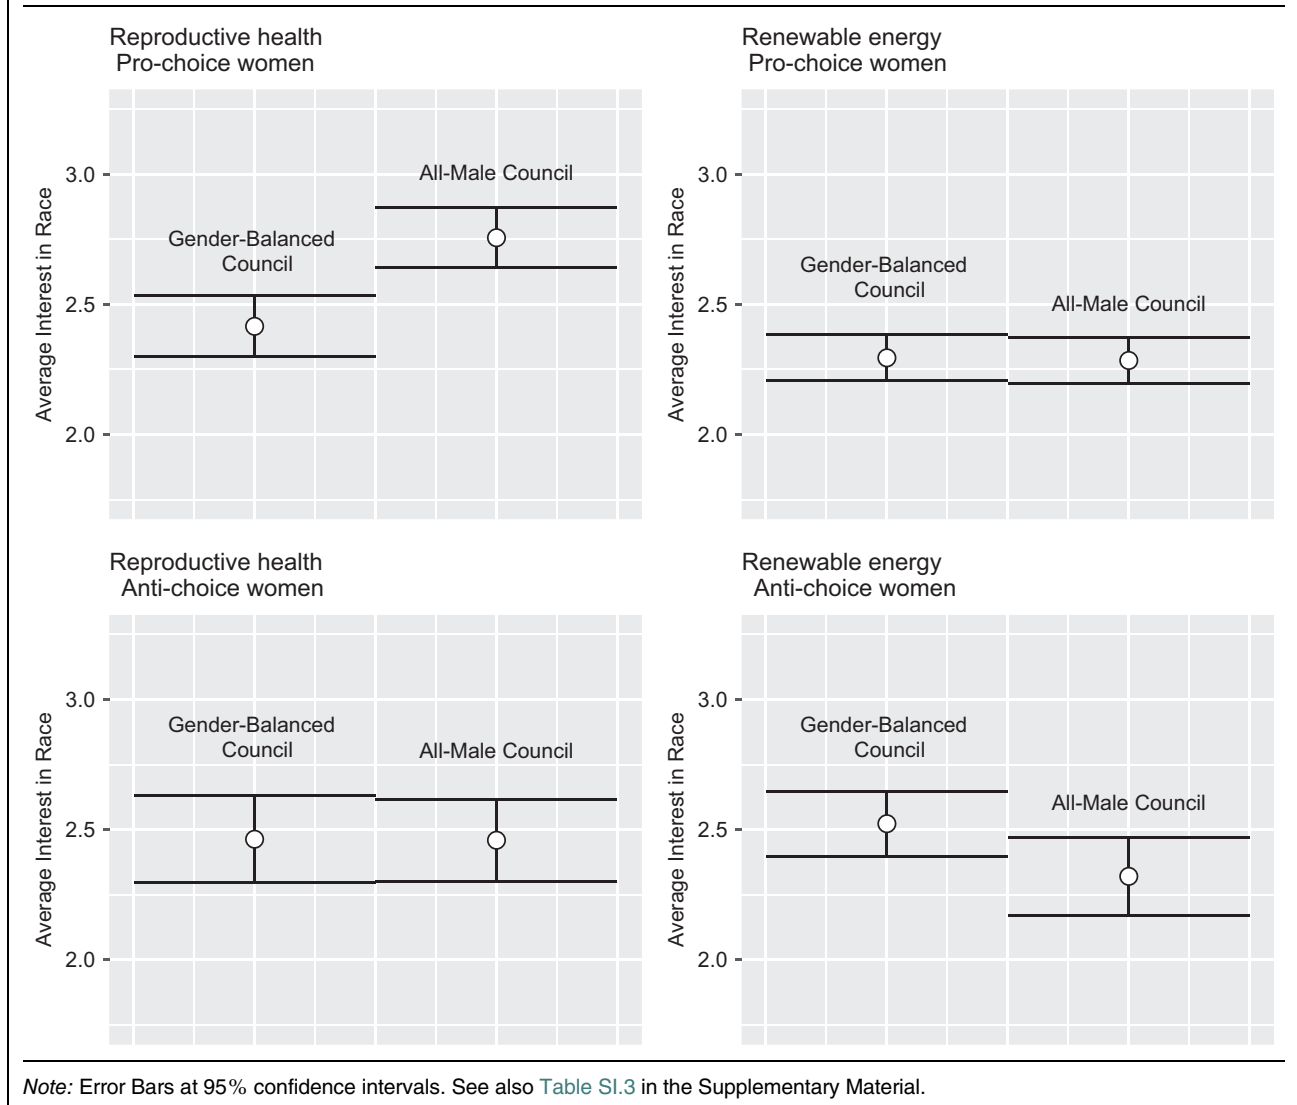 Reproductive health
Pro-choice women
Average Interest in Race
3.0
2.5
2.0
Gender-Balanced
Council
All-Male Council
Renewable energy
Pro-choice women
Average Interest in Race
3.0
2.5
2.0
Gender-Balanced
Council
All-Male Council
Reproductive health
Anti-choice women
Average Interest in Race
3.0
2.5
2.0
Gender-Balanced
Council
All-Male Council
Renewable energy
Anti-choice women
Average Interest in Race
3.0
2.5
2.0
Gender-Balanced
Council
All-Male Council
Note: Error Bars at 95% confidence intervals. See also Table SI.3 in the Supplementary Material.